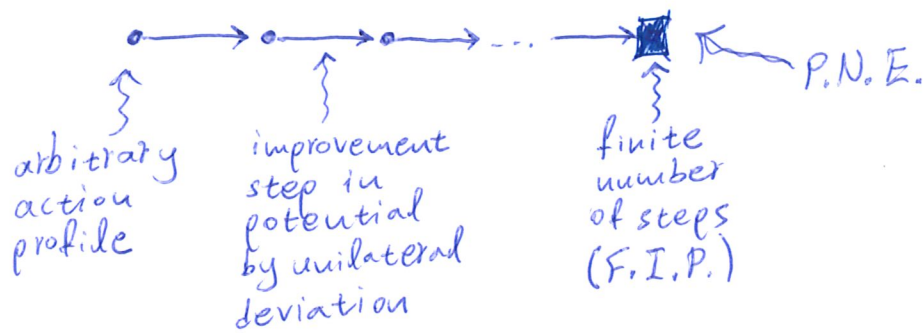 ...
P.N.E.
arbitrary
action
profile
improvement
step in
potential
by unilateral
deviation
finite
number
of steps
(F.I.P.)